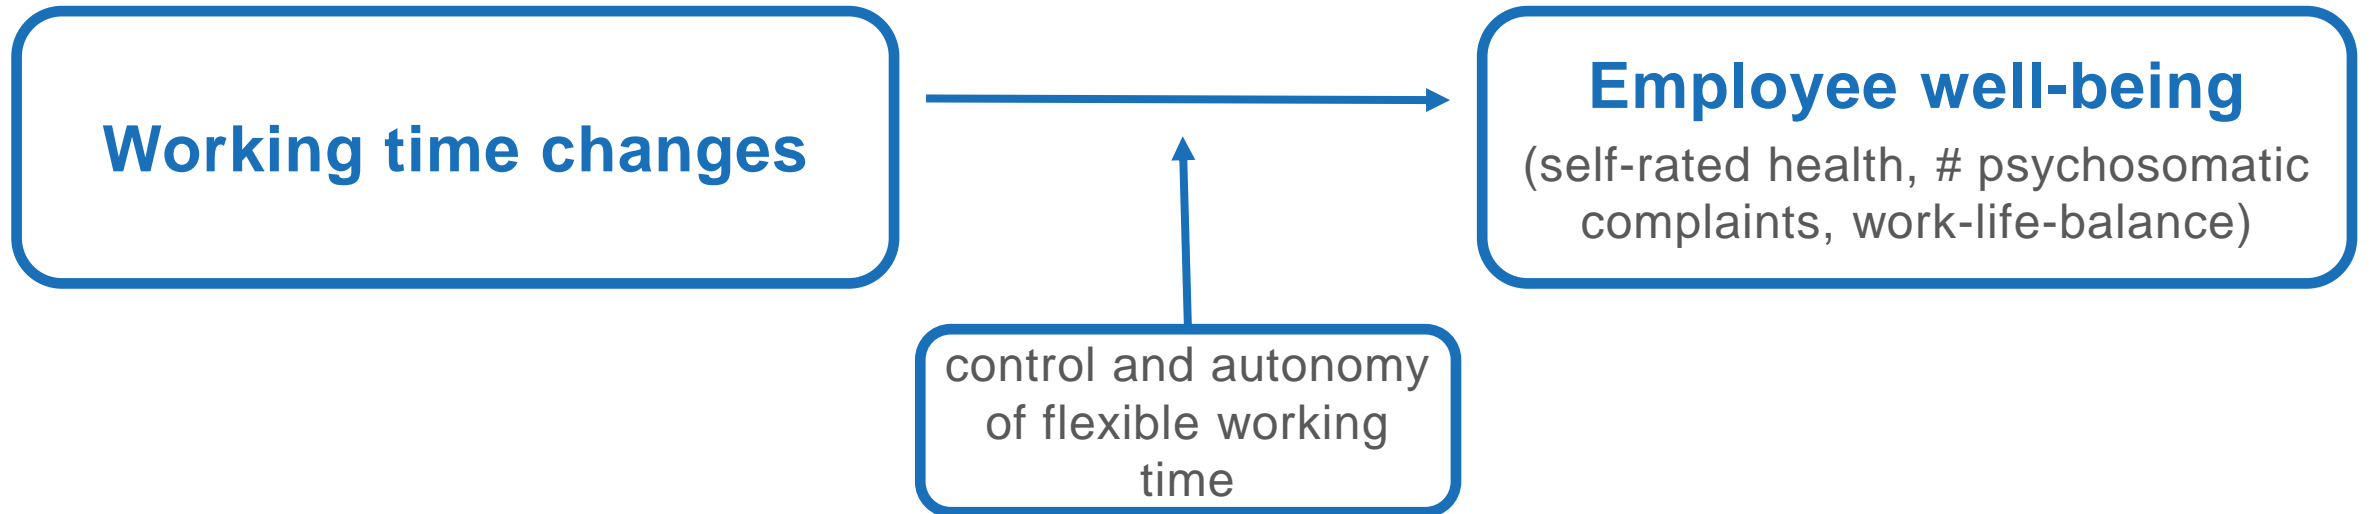 Working time changes
Employee well-being
(self-rated health, # psychosomatic
complaints, work-life-balance)
control and autonomy
of flexible working
time